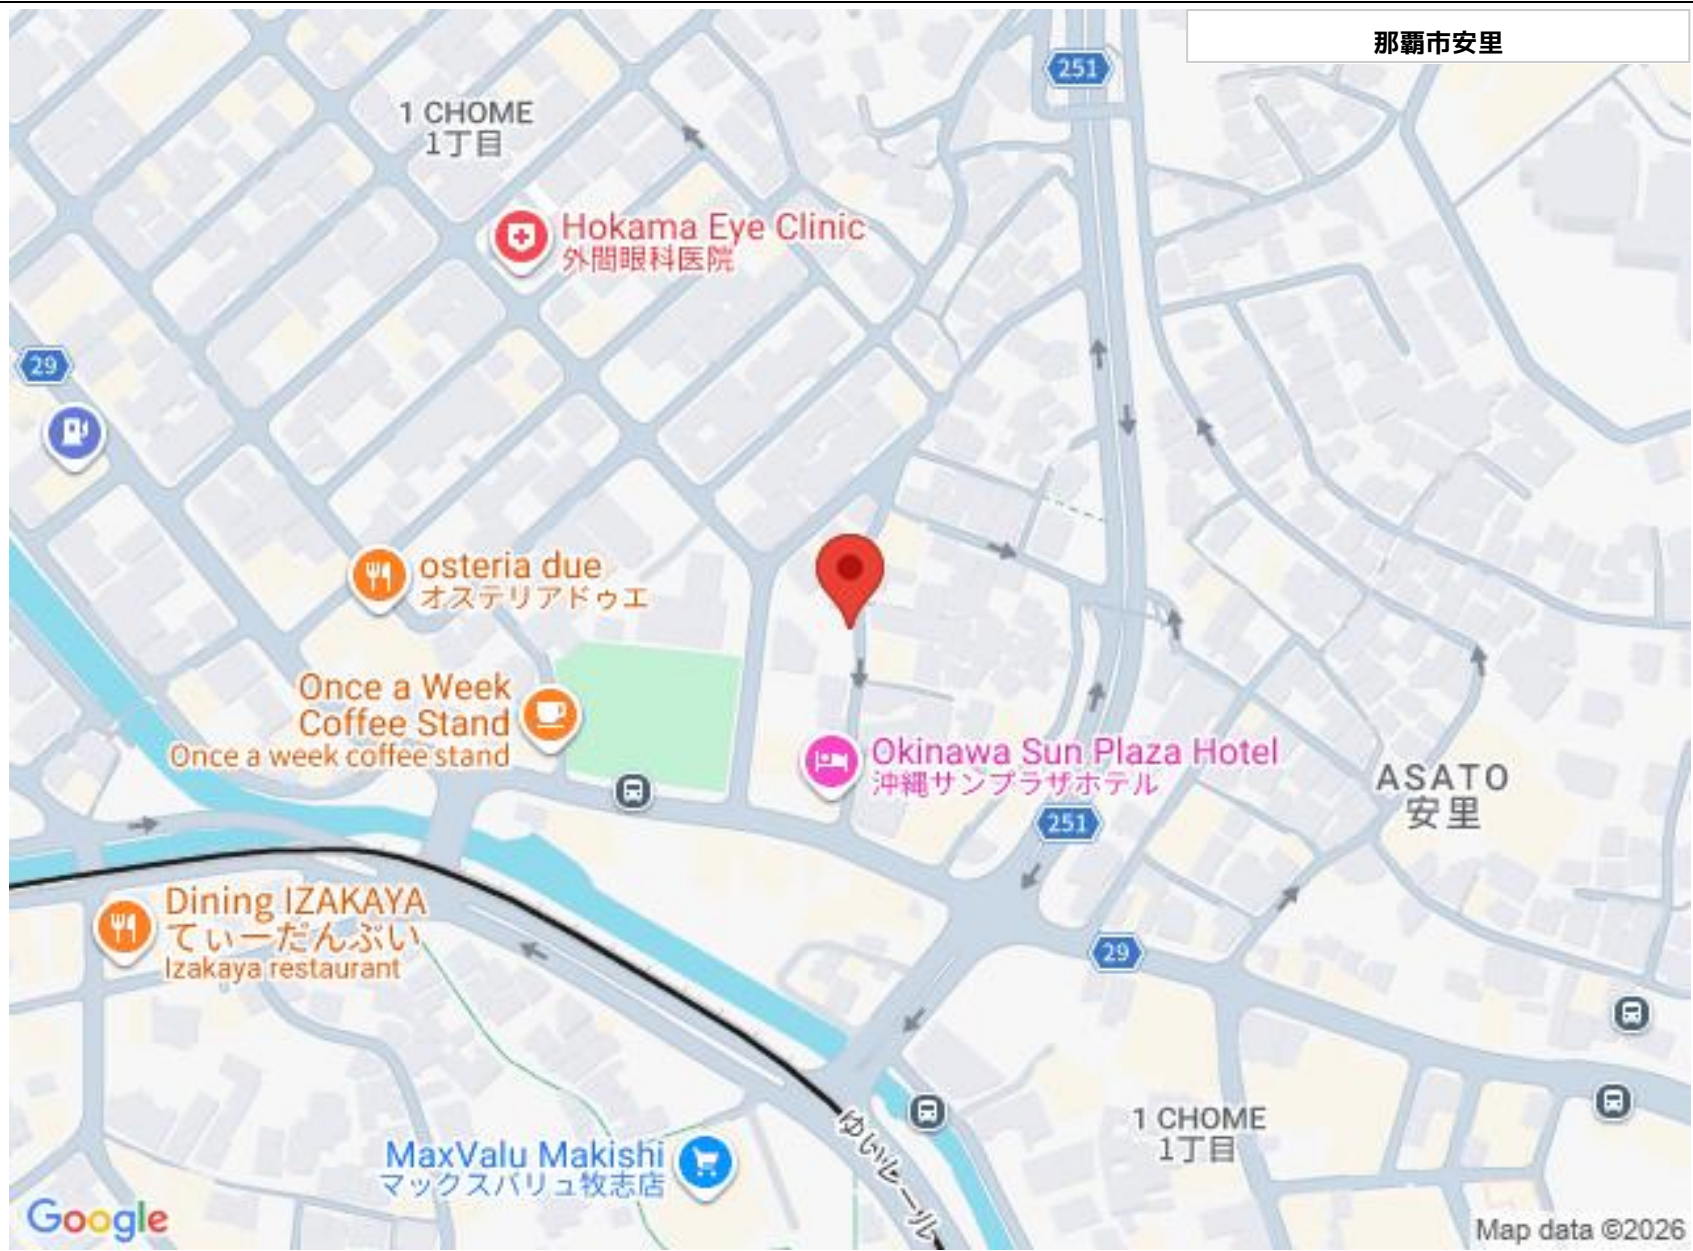 那覇市安里
251
1 CHOME
1丁目
Hokama Eye Clinic
外間眼科医院
29
osteria due
オステリアドゥエ
Once a Week
Coffee Stand
Once a week coffee stand
Okinawa Sun Plaza Hotel
沖縄サンプラザホテル
ASATO
安里
251
Dining IZAKAYA
てぃーだんぶい
Izakaya restaurant
29
1 CHOME
1丁目
ゆいレール
MaxValu Makishi
マックスバリュ牧志店
Google
Map data ©2026